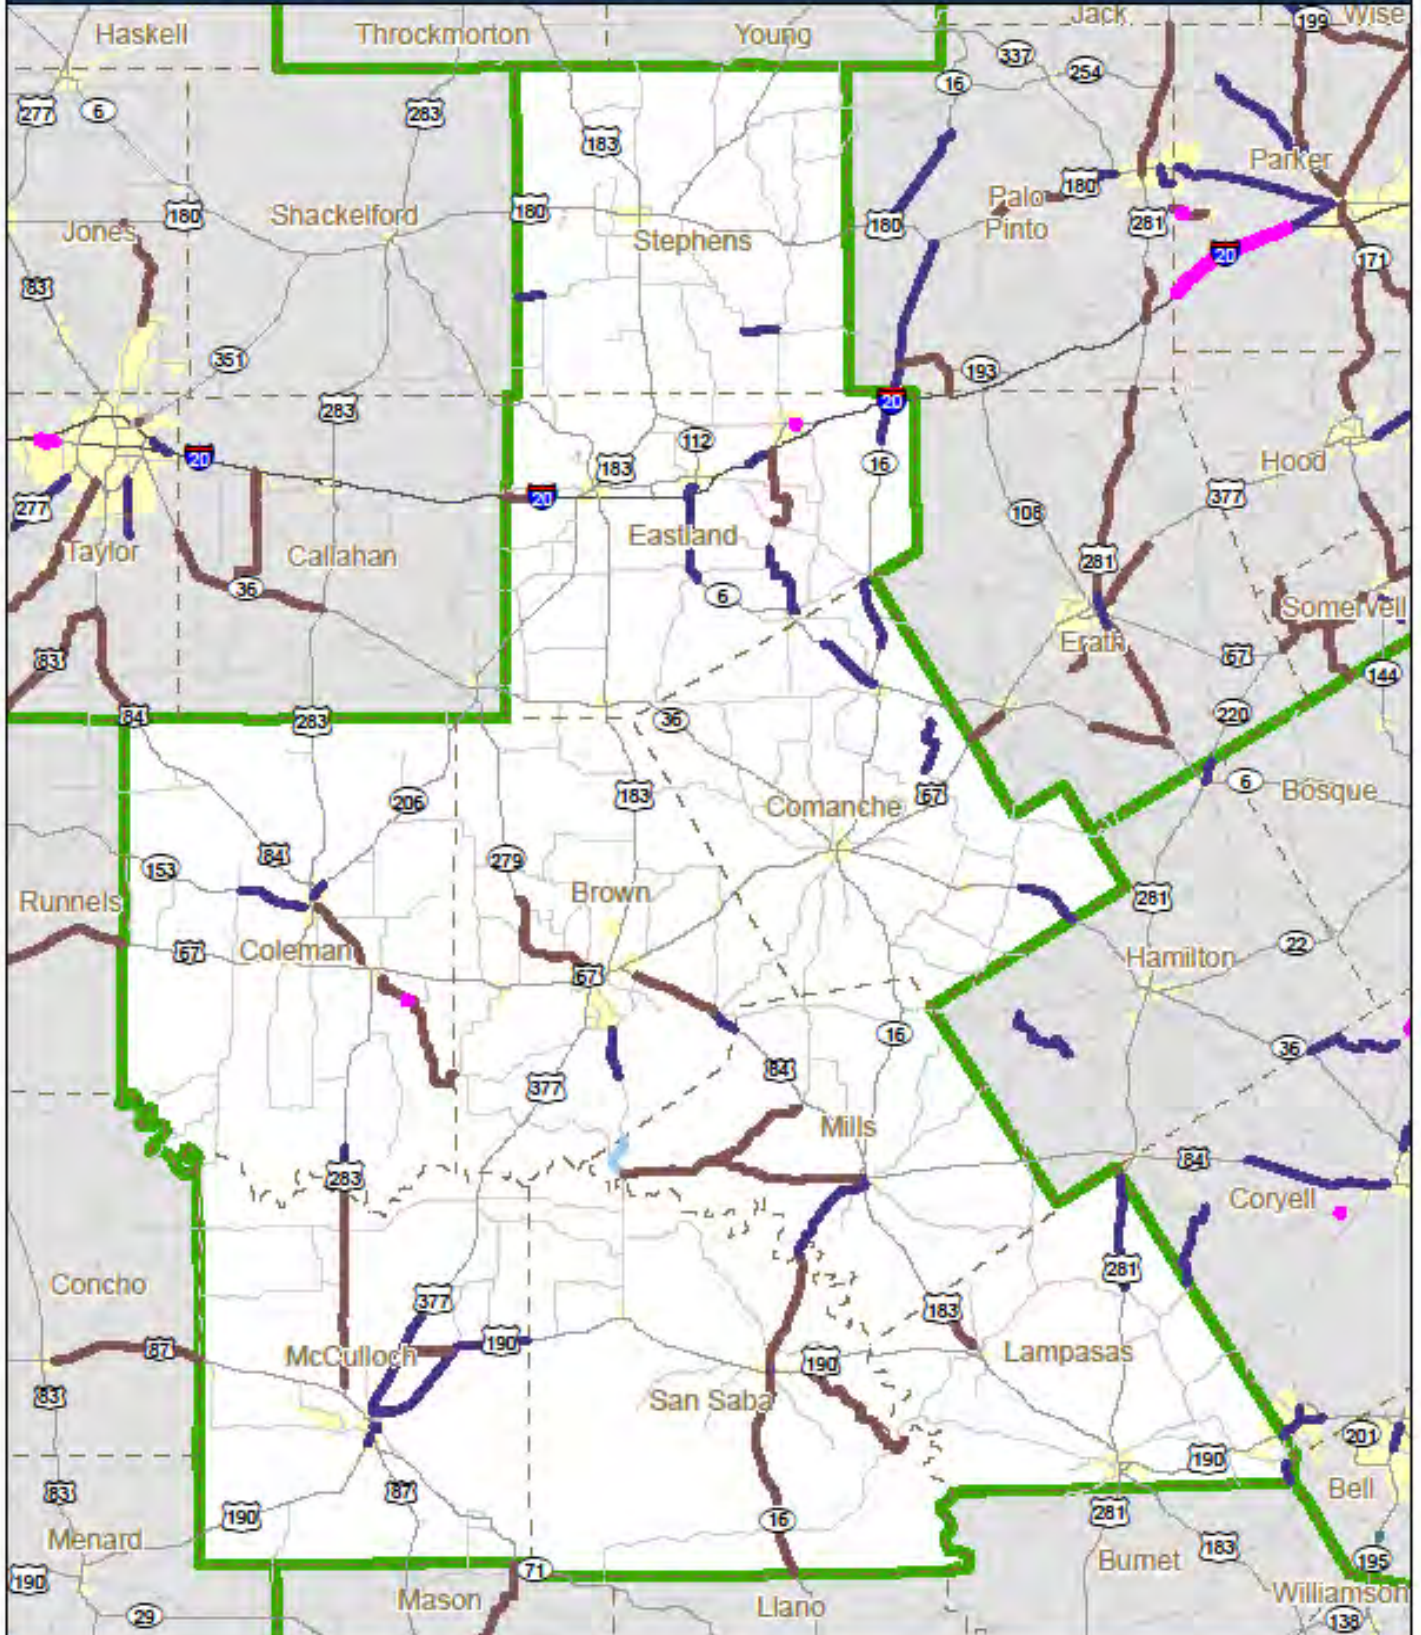 Haskell
Throckmorton
Young
Jack
199
Wise
337
254
16
277
6
283
183
Parker
180
Palo
Pinto
180
Shackelford
180
180
281
Jones
Stephens
20
171
83
351
193
283
20
112
183
16
Hood
20
277
20
377
108
Taylor
Callahan
Eastland
281
36
6
Somervell
Erath
83
67
144
84
283
36
220
6
Bosque
206
183
Comanche
67
84
153
279
Runnels
Brown
281
67
Coleman
22
Hamilton
67
16
36
84
377
Mills
283
84
Coryell
Concho
281
377
183
87
McCulloch
190
190
Lampasas
83
San Saba
201
190
83
87
Bell
190
16
281
Menard
183
71
Burnet
195
190
Mason
Williamson
29
Llano
138